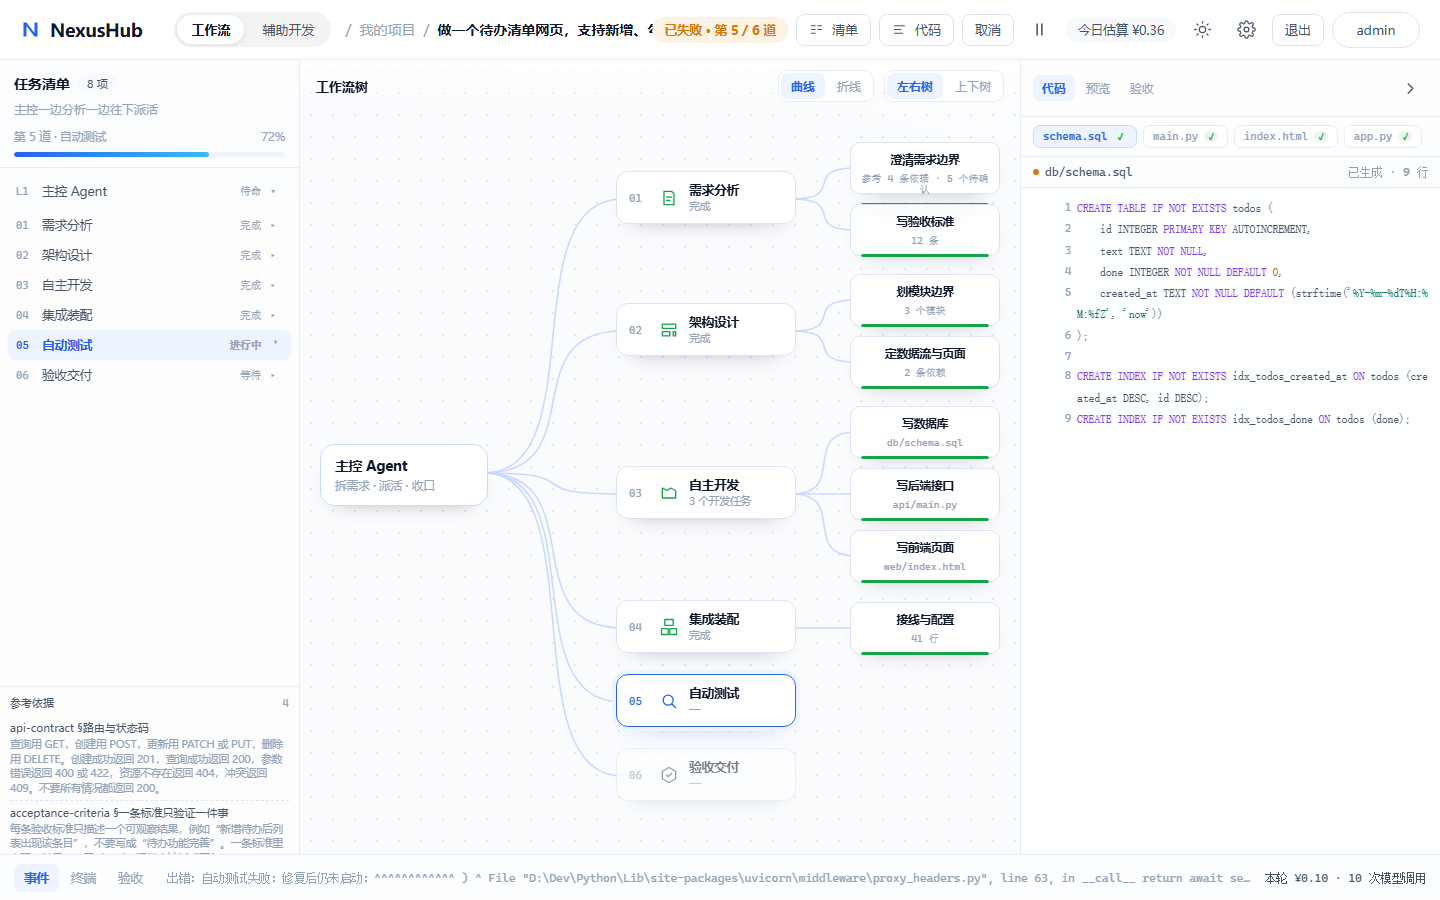 NexusHub
工作流
辅助开发
/ 我的项目 / 做一个待办清单网页，支持新增、
已失败 • 第 5 / 6 道
清单
代码
取消
今日估算 ¥0.36
退出
admin
任务清单 8 项
主控一边分析一边往下派活
第 5 道 · 自动测试 72%
L1 主控 Agent 待命
01 需求分析 完成
02 架构设计 完成
03 自主开发 完成
04 集成装配 完成
05 自动测试 进行中
06 验收交付 等待
参考依据 4
api-contract §路由与状态码
查询用 GET，创建用 POST，更新用 PATCH 或 PUT，删除
用 DELETE。创建成功返回 201，查询成功返回 200，参数
错误返回 400 或 422，资源不存在返回 404，冲突返回
409。不要所有情况都返回 200。
acceptance-criteria §一条标准只验证一件事
每条验收标准只描述一个可观察结果，例如“新增待办后列
表出现该条目”，不要写成“待办功能完善”。一条标准里
工作流树
曲线
折线
左右树
上下树
主控 Agent
拆需求 · 派活 · 收口
01 需求分析
完成
02 架构设计
完成
03 自主开发
3 个开发任务
04 集成装配
完成
05 自动测试
—
06 验收交付
—
澄清需求边界
参考 4 条依据 · 5 个待确
认
写验收标准
12 条
划模块边界
3 个模块
定数据流与页面
2 条依赖
写数据库
db/schema.sql
写后端接口
api/main.py
写前端页面
web/index.html
接线与配置
41 行
代码
预览
验收
schema.sql ✓
main.py ✓
index.html ✓
app.py ✓
db/schema.sql 已生成 · 9 行
1 CREATE TABLE IF NOT EXISTS todos (
2 id INTEGER PRIMARY KEY AUTOINCREMENT,
3 text TEXT NOT NULL,
4 done INTEGER NOT NULL DEFAULT 0,
5 created_at TEXT NOT NULL DEFAULT (strftime('%Y-%m-%dT%H:%
M:%fZ', 'now'))
6 );
7
8 CREATE INDEX IF NOT EXISTS idx_todos_created_at ON todos (cre
ated_at DESC, id DESC);
9 CREATE INDEX IF NOT EXISTS idx_todos_done ON todos (done);
事件
终端
验收
出错：自动测试失败：修复后仍未启动：^^^^^^^^^^^^ ) ^ File "D:\Dev\Python\Lib\site-packages\uvicorn\middleware\proxy_headers.py", line 63, in __call__ return await se…
本轮 ¥0.10 · 10 次模型调用